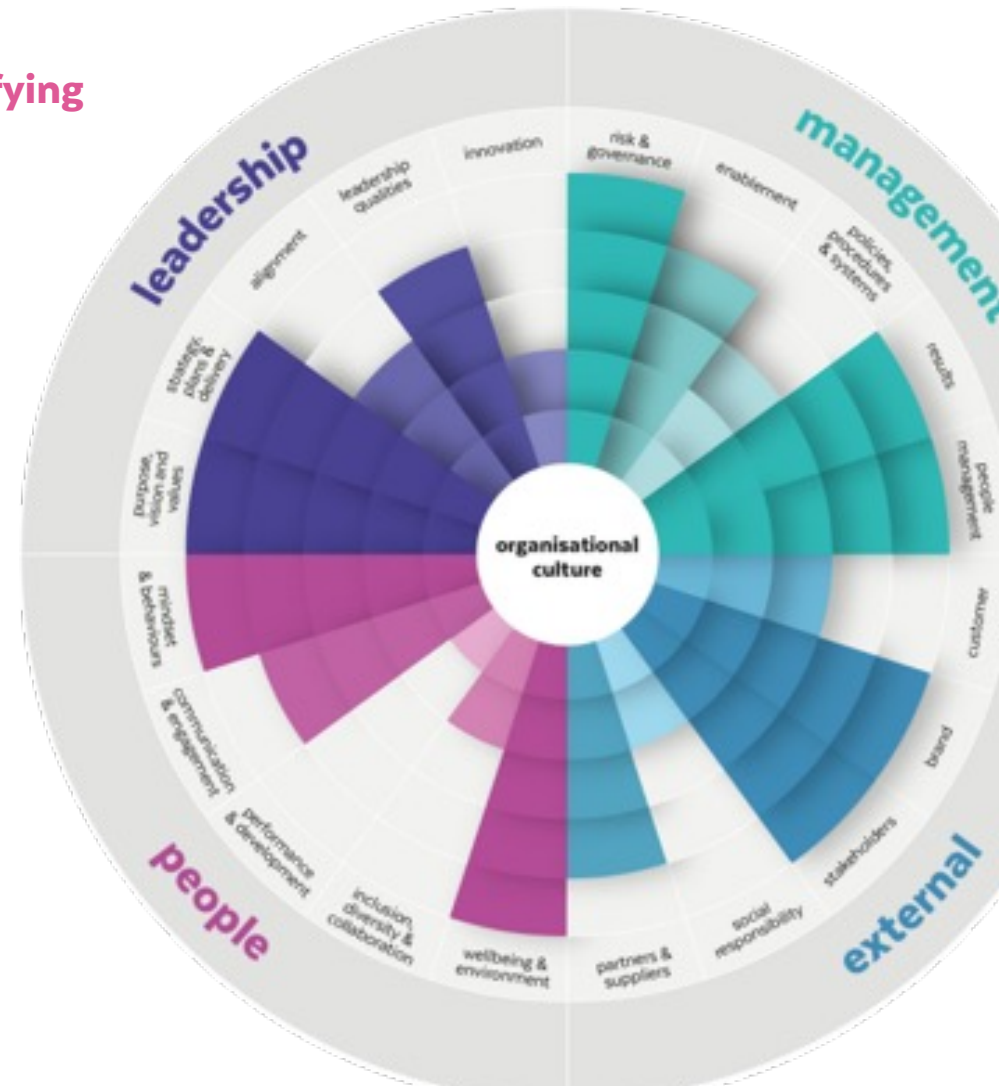 fying
leadership
management
people
external
innovation
leadership
qualities
alignment
strategy,
plans &
delivery
purpose,
vision and
values
risk &
governance
enablement
policies,
procedures
& systems
results
people
management
customer
brand
stakeholders
social
responsibility
partners &
suppliers
wellbeing &
environment
inclusion,
diversity &
collaboration
performance
& development
communication
& engagement
mindset
& behaviours
organisational
culture